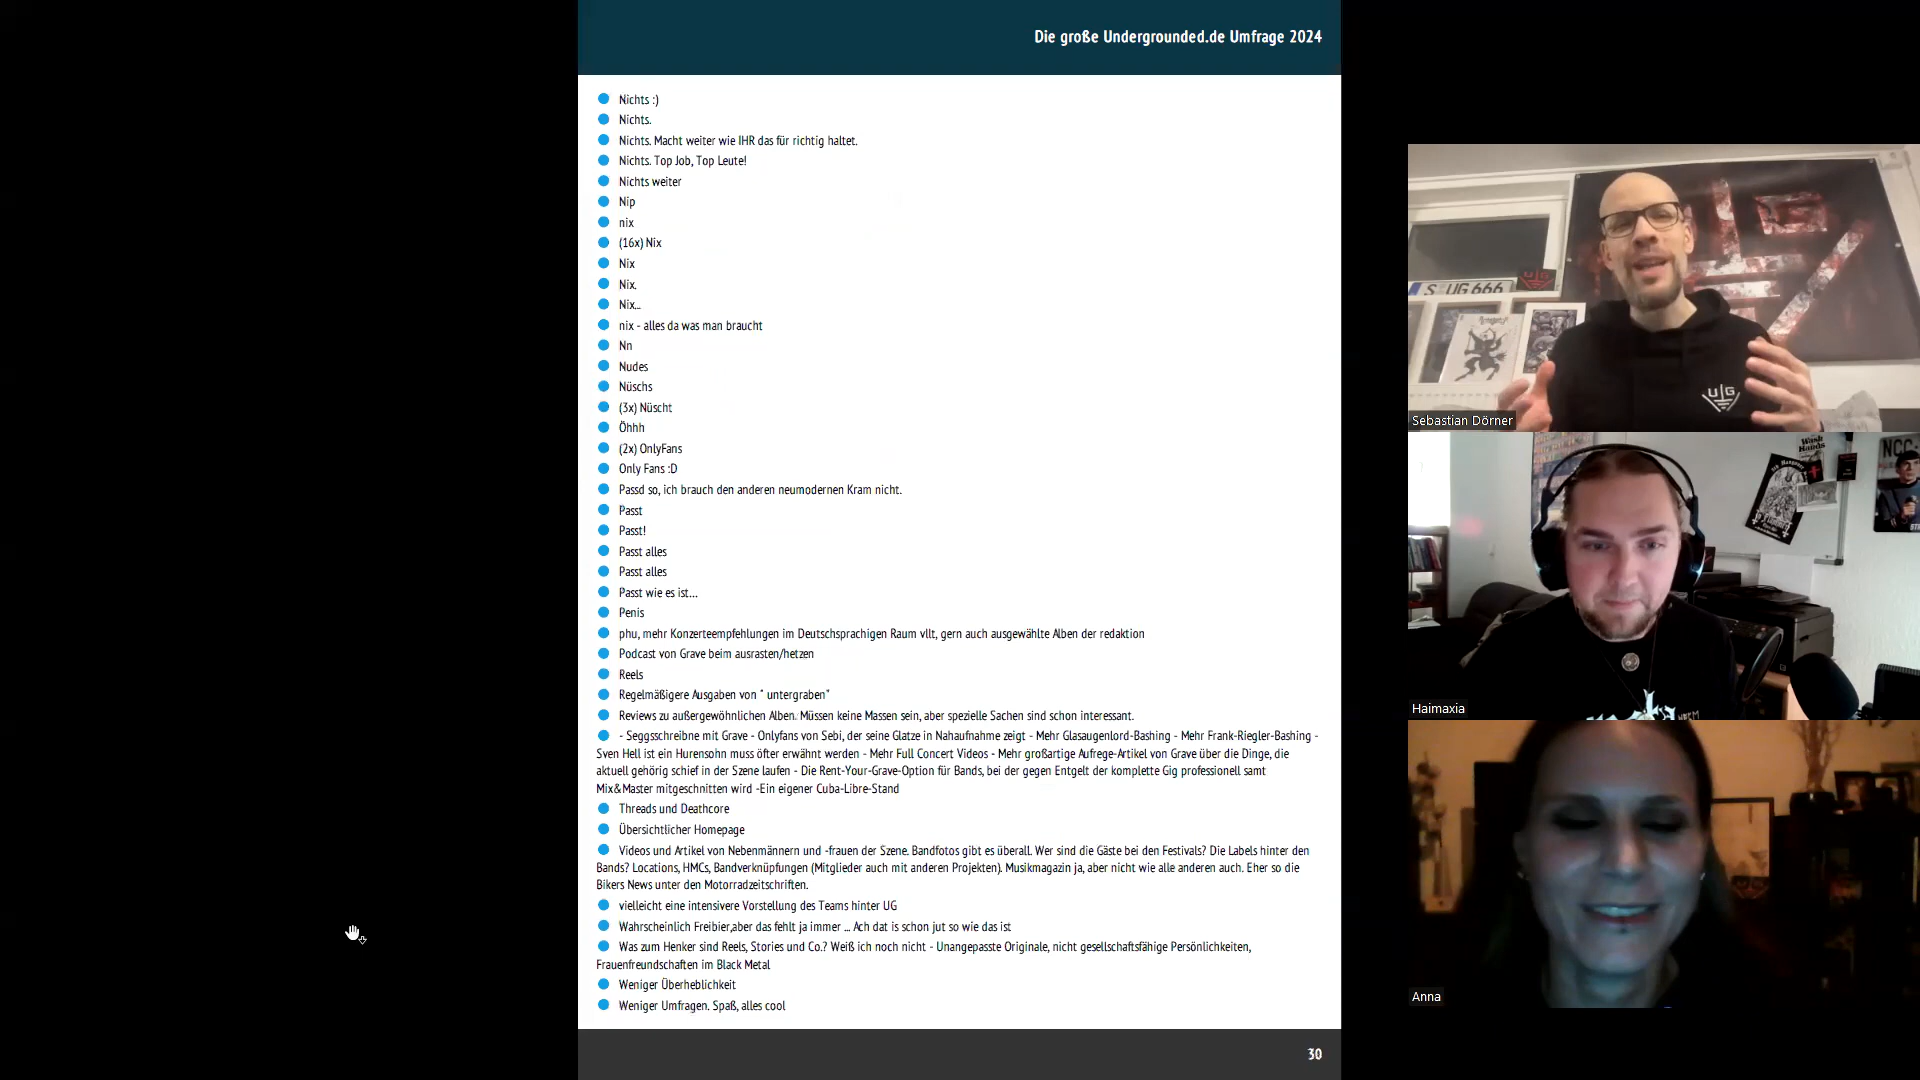 Die große Undergrounded.de Umfrage 2024
Nichts :)
Nichts.
Nichts. Macht weiter wie IHR das für richtig haltet.
Nichts. Top Job, Top Leute!
Nichts weiter
Nip
nix
(16x) Nix
Nix
Nix.
Nix...
nix - alles da was man braucht
Nn
Nudes
Nüschs
(3x) Nüscht
Öhhh
(2x) OnlyFans
Only Fans :D
Passd so, ich brauch den anderen neumodernen Kram nicht.
Passt
Passt!
Passt alles
Passt alles
Passt wie es ist...
Penis
phu, mehr Konzerteempfehlungen im Deutschsprachigen Raum vllt, gern auch ausgewählte Alben der redaktion
Podcast von Grave beim ausrasten/hetzen
Reels
Regelmäßigere Ausgaben von " untergraben"
Reviews zu außergewöhnlichen Alben. Müssen keine Massen sein, aber spezielle Sachen sind schon interessant.
- Seggsschreibne mit Grave - Onlyfans von Sebi, der seine Glatze in Nahaufnahme zeigt - Mehr Glasaugenlord-Bashing - Mehr Frank-Riegler-Bashing -
Sven Hell ist ein Hurensohn muss öfter erwähnt werden - Mehr Full Concert Videos - Mehr großartige Aufrege-Artikel von Grave über die Dinge, die
aktuell gehörig schief in der Szene laufen - Die Rent-Your-Grave-Option für Bands, bei der gegen Entgelt der komplette Gig professionell samt
Mix&Master mitgeschnitten wird -Ein eigener Cuba-Libre-Stand
Threads und Deathcore
Übersichtlicher Homepage
Videos und Artikel von Nebenmännern und -frauen der Szene. Bandfotos gibt es überall. Wer sind die Gäste bei den Festivals? Die Labels hinter den
Bands? Locations, HMCs, Bandverknüpfungen (Mitglieder auch mit anderen Projekten). Musikmagazin ja, aber nicht wie alle anderen auch. Eher so die
Bikers News unter den Motorradzeitschriften.
vielleicht eine intensivere Vorstellung des Teams hinter UG
Wahrscheinlich Freibier,aber das fehlt ja immer ... Ach dat is schon jut so wie das ist
Was zum Henker sind Reels, Stories und Co.? Weiß ich noch nicht - Unangepasste Originale, nicht gesellschaftsfähige Persönlichkeiten,
Frauenfreundschaften im Black Metal
Weniger Überheblichkeit
Weniger Umfragen. Spaß, alles cool
30
S UG 666
UG
Sebastian Dörner
Wash
Hands
NCC-
Haimaxia
Anna